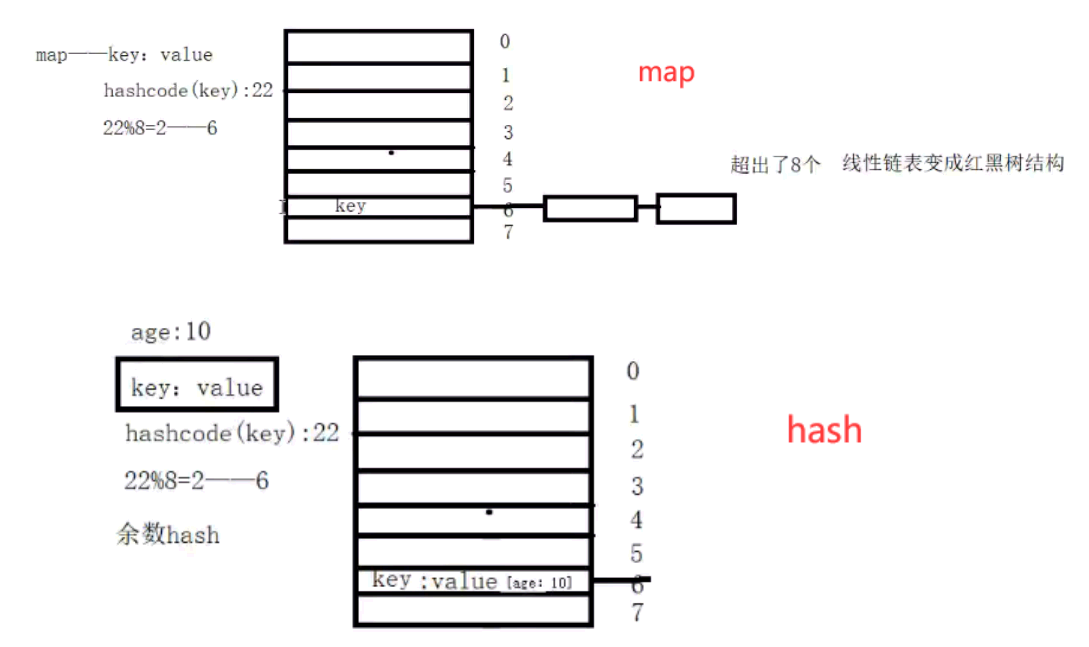 map——key：value
hashcode(key):22
22%8=2——6
0
1
2
3
4
5
6
7
key
map
超出了8个 线性链表变成红黑树结构
age:10
key：value
hashcode(key):22
22%8=2——6
余数hash
0
1
2
3
4
5
6
7
key:value [age: 10]
hash